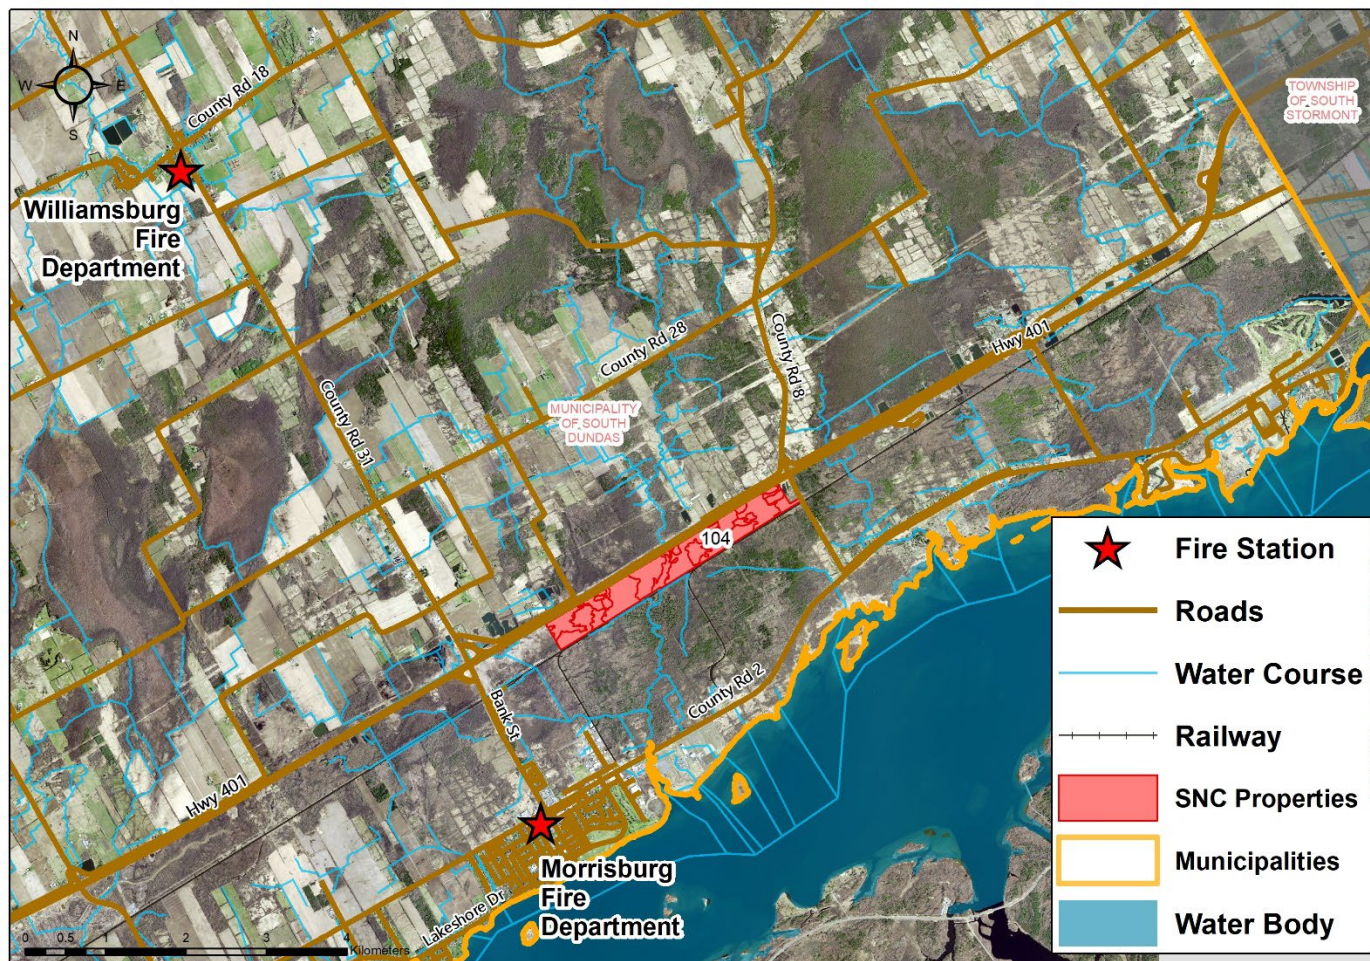 N
W E
S
County Rd 18
TOWNSHIP
OF SOUTH
STORMONT
Williamsburg
Fire
Department
County Rd 28
County Rd 8
Hwy 401
MUNICIPALITY
OF SOUTH
DUNDAS
County Rd 31
104
Fire Station
Roads
Water Course
Railway
SNC Properties
Municipalities
Water Body
County Rd 2
Bank St
Hwy 401
Morrisburg
Fire
Department
Lakeshore Dr
0 0.5 1 2 3 4
Kilometers